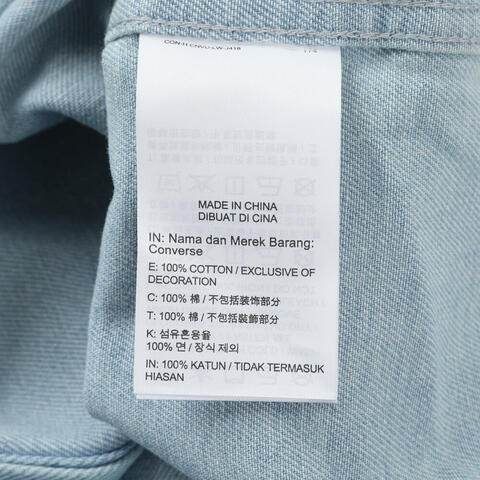 MADE IN CHINA
DIBUAT DI CINA
IN: Nama dan Merek Barang:
Converse
E: 100% COTTON / EXCLUSIVE OF
DECORATION
C: 100% 棉 / 不包括装饰部分
T: 100% 棉 / 不包括裝飾部分
K: 섬유혼용율
100% 면 / 장식 제외
IN: 100% KATUN / TIDAK TERMASUK
HIASAN